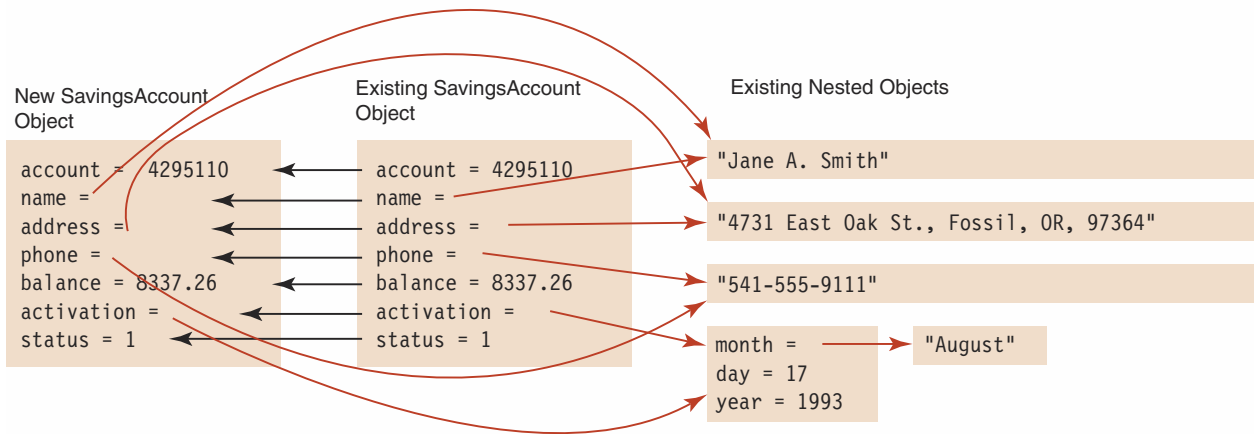 New SavingsAccount
Object
account = 4295110
name =
address =
phone =
balance = 8337.26
activation =
status = 1
Existing SavingsAccount
Object
account = 4295110
name =
address =
phone =
balance = 8337.26
activation =
status = 1
Existing Nested Objects
"Jane A. Smith"
"4731 East Oak St., Fossil, OR, 97364"
"541-555-9111"
month =
day = 17
year = 1993
"August"